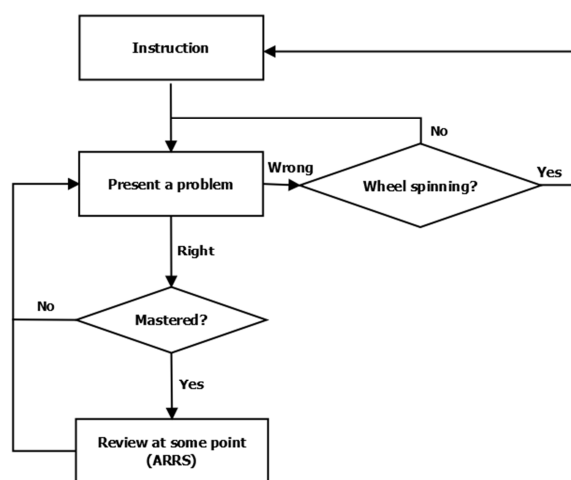 Instruction
No
Present a problem
Wrong
Wheel spinning?
Yes
Right
No
Mastered?
Yes
Review at some point
(ARRS)